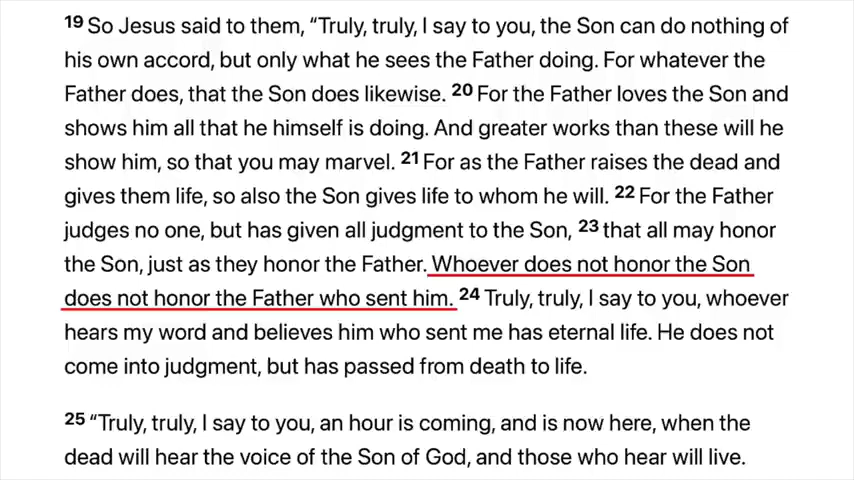 19 So Jesus said to them, “Truly, truly, I say to you, the Son can do nothing of
his own accord, but only what he sees the Father doing. For whatever the
Father does, that the Son does likewise. 20 For the Father loves the Son and
shows him all that he himself is doing. And greater works than these will he
show him, so that you may marvel. 21 For as the Father raises the dead and
gives them life, so also the Son gives life to whom he will. 22 For the Father
judges no one, but has given all judgment to the Son, 23 that all may honor
the Son, just as they honor the Father. Whoever does not honor the Son
does not honor the Father who sent him. 24 Truly, truly, I say to you, whoever
hears my word and believes him who sent me has eternal life. He does not
come into judgment, but has passed from death to life.
25 “Truly, truly, I say to you, an hour is coming, and is now here, when the
dead will hear the voice of the Son of God, and those who hear will live.